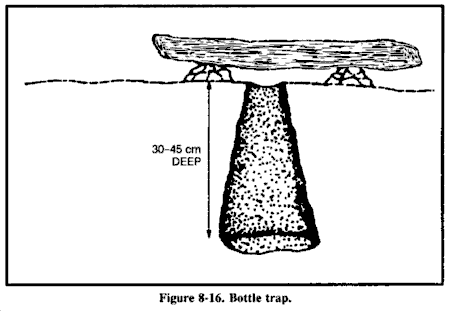 30–45 cm
DEEP
Figure 8-16. Bottle trap.